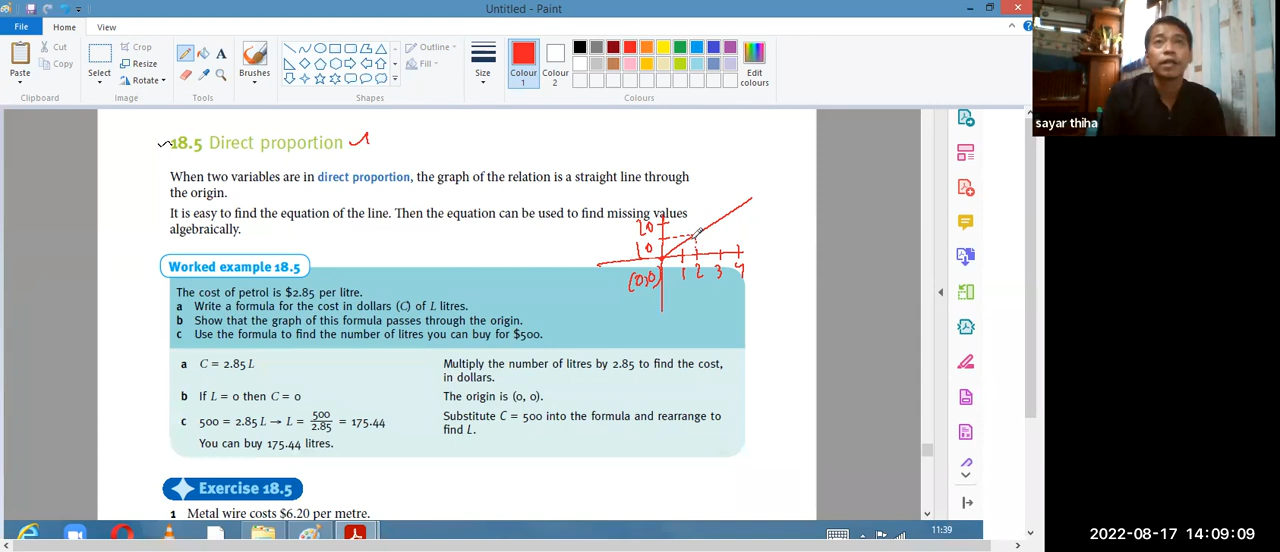 Untitled - Paint
File Home View
Paste
Cut
Copy
Clipboard
Select
Crop
Resize
Rotate
Image
A
Tools
Brushes
Shapes
Outline
Fill
Size
Colour 1
Colour 2
Edit colours
Colours
sayar thiha
18.5 Direct proportion
When two variables are in direct proportion, the graph of the relation is a straight line through
the origin.
It is easy to find the equation of the line. Then the equation can be used to find missing values
algebraically.
20
10
(0,0) 1 2 3 4
Worked example 18.5
The cost of petrol is $2.85 per litre.
a Write a formula for the cost in dollars (C) of L litres.
b Show that the graph of this formula passes through the origin.
c Use the formula to find the number of litres you can buy for $500.
a C = 2.85L Multiply the number of litres by 2.85 to find the cost,
in dollars.
b If L = 0 then C = 0 The origin is (0, 0).
c 500 = 2.85L → L = 500/2.85 = 175.44 Substitute C = 500 into the formula and rearrange to
find L.
You can buy 175.44 litres.
Exercise 18.5
1 Metal wire costs $6.20 per metre.
11:39
2022-08-17 14:09:09